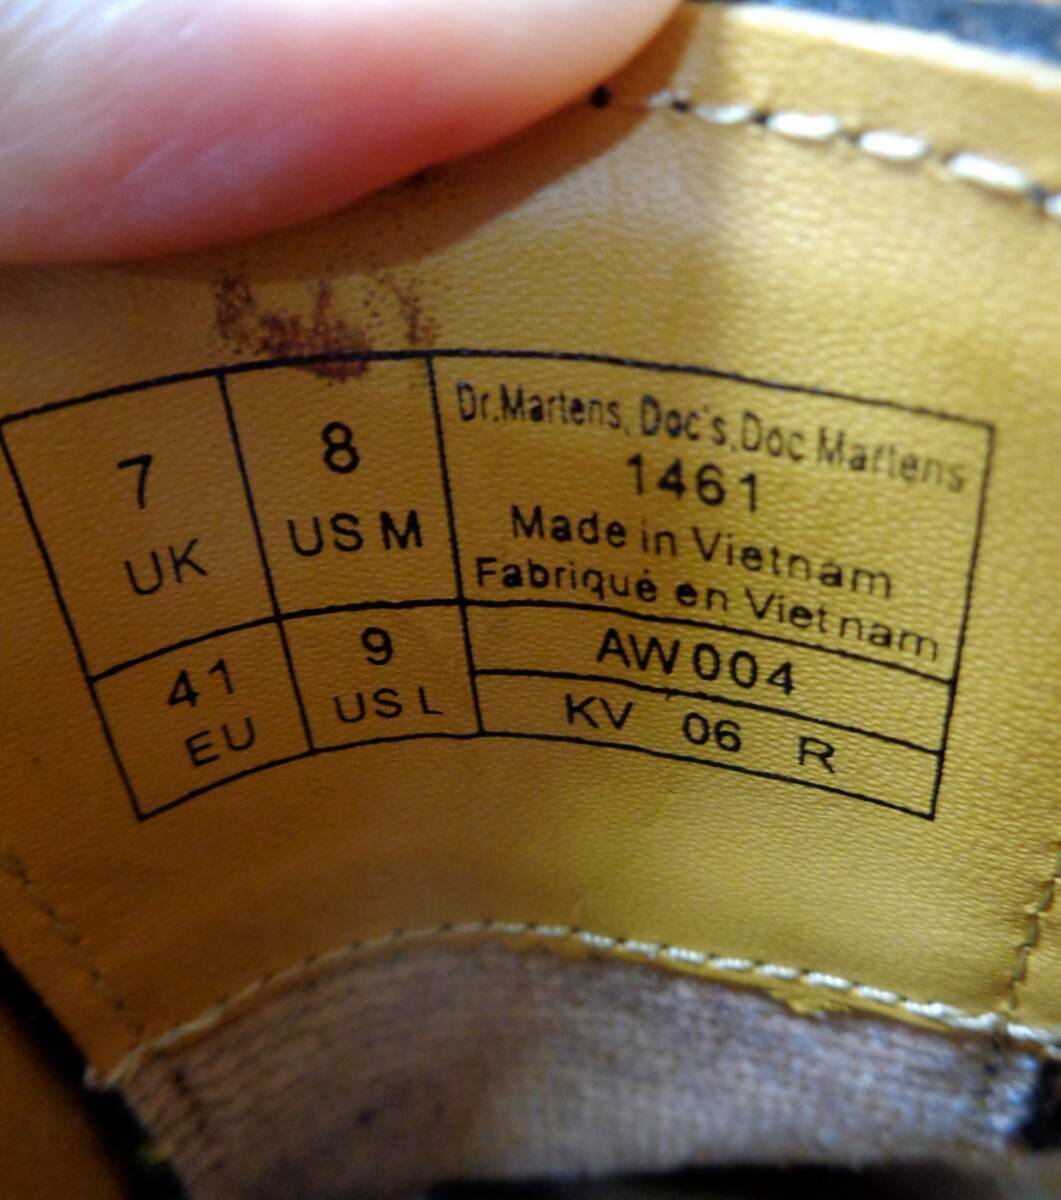 7
UK
8
US M
41
EU
9
US L
Dr.Martens, Doc's, Doc Martens
1461
Made in Vietnam
Fabriqué en Vietnam
AW004
KV 06 R